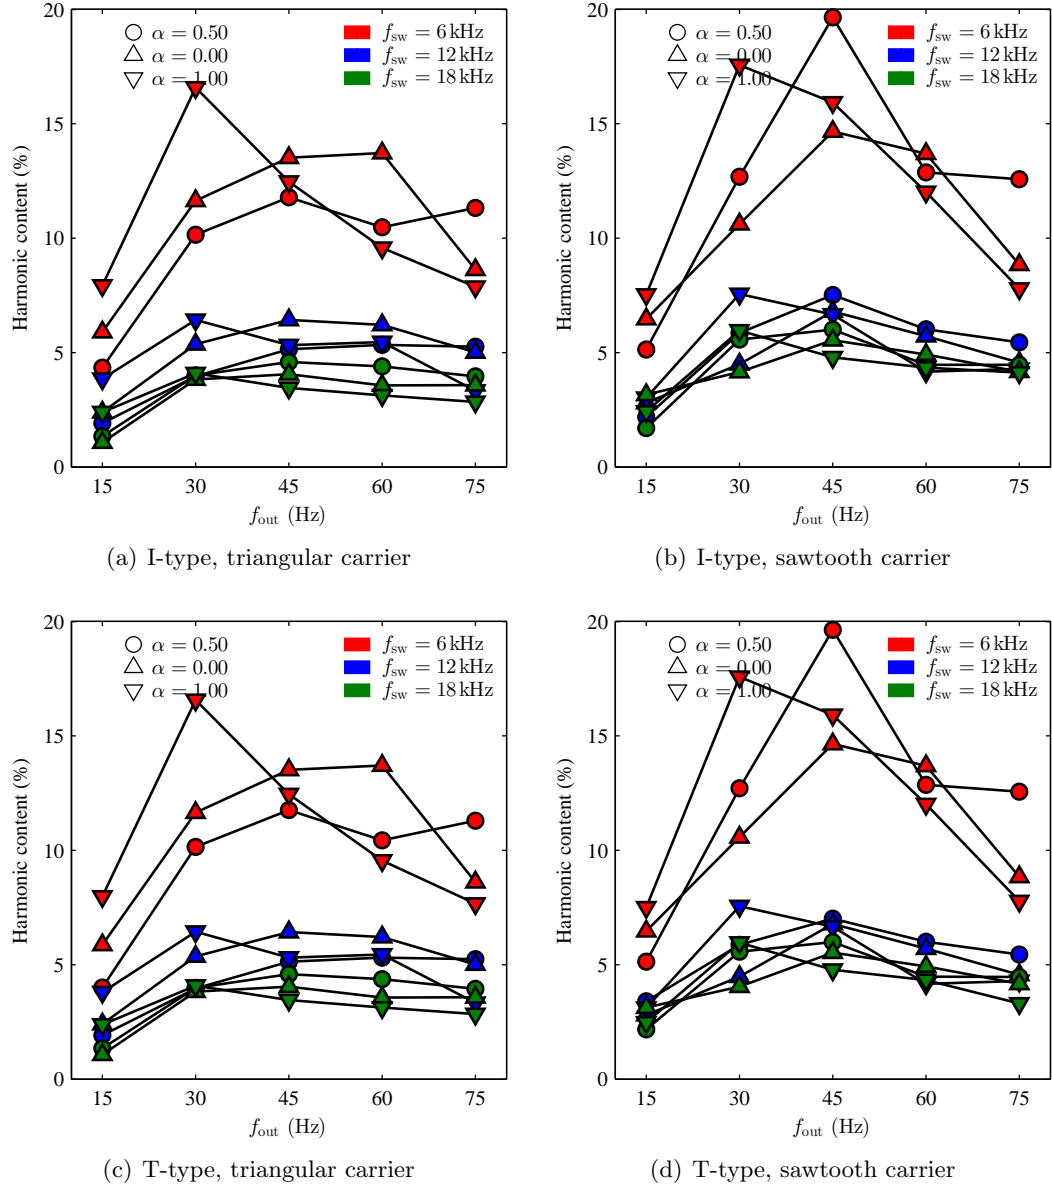 20
α = 0.50 f_sw = 6 kHz
α = 0.00 f_sw = 12 kHz
α = 1.00 f_sw = 18 kHz
15
10
5
0
Harmonic content (%)
15 30 45 60 75
f_out (Hz)
(a) I-type, triangular carrier
20
α = 0.50 f_sw = 6 kHz
α = 0.00 f_sw = 12 kHz
α = 1.00 f_sw = 18 kHz
15
10
5
0
Harmonic content (%)
15 30 45 60 75
f_out (Hz)
(b) I-type, sawtooth carrier
20
α = 0.50 f_sw = 6 kHz
α = 0.00 f_sw = 12 kHz
α = 1.00 f_sw = 18 kHz
15
10
5
0
Harmonic content (%)
15 30 45 60 75
f_out (Hz)
(c) T-type, triangular carrier
20
α = 0.50 f_sw = 6 kHz
α = 0.00 f_sw = 12 kHz
α = 1.00 f_sw = 18 kHz
15
10
5
0
Harmonic content (%)
15 30 45 60 75
f_out (Hz)
(d) T-type, sawtooth carrier